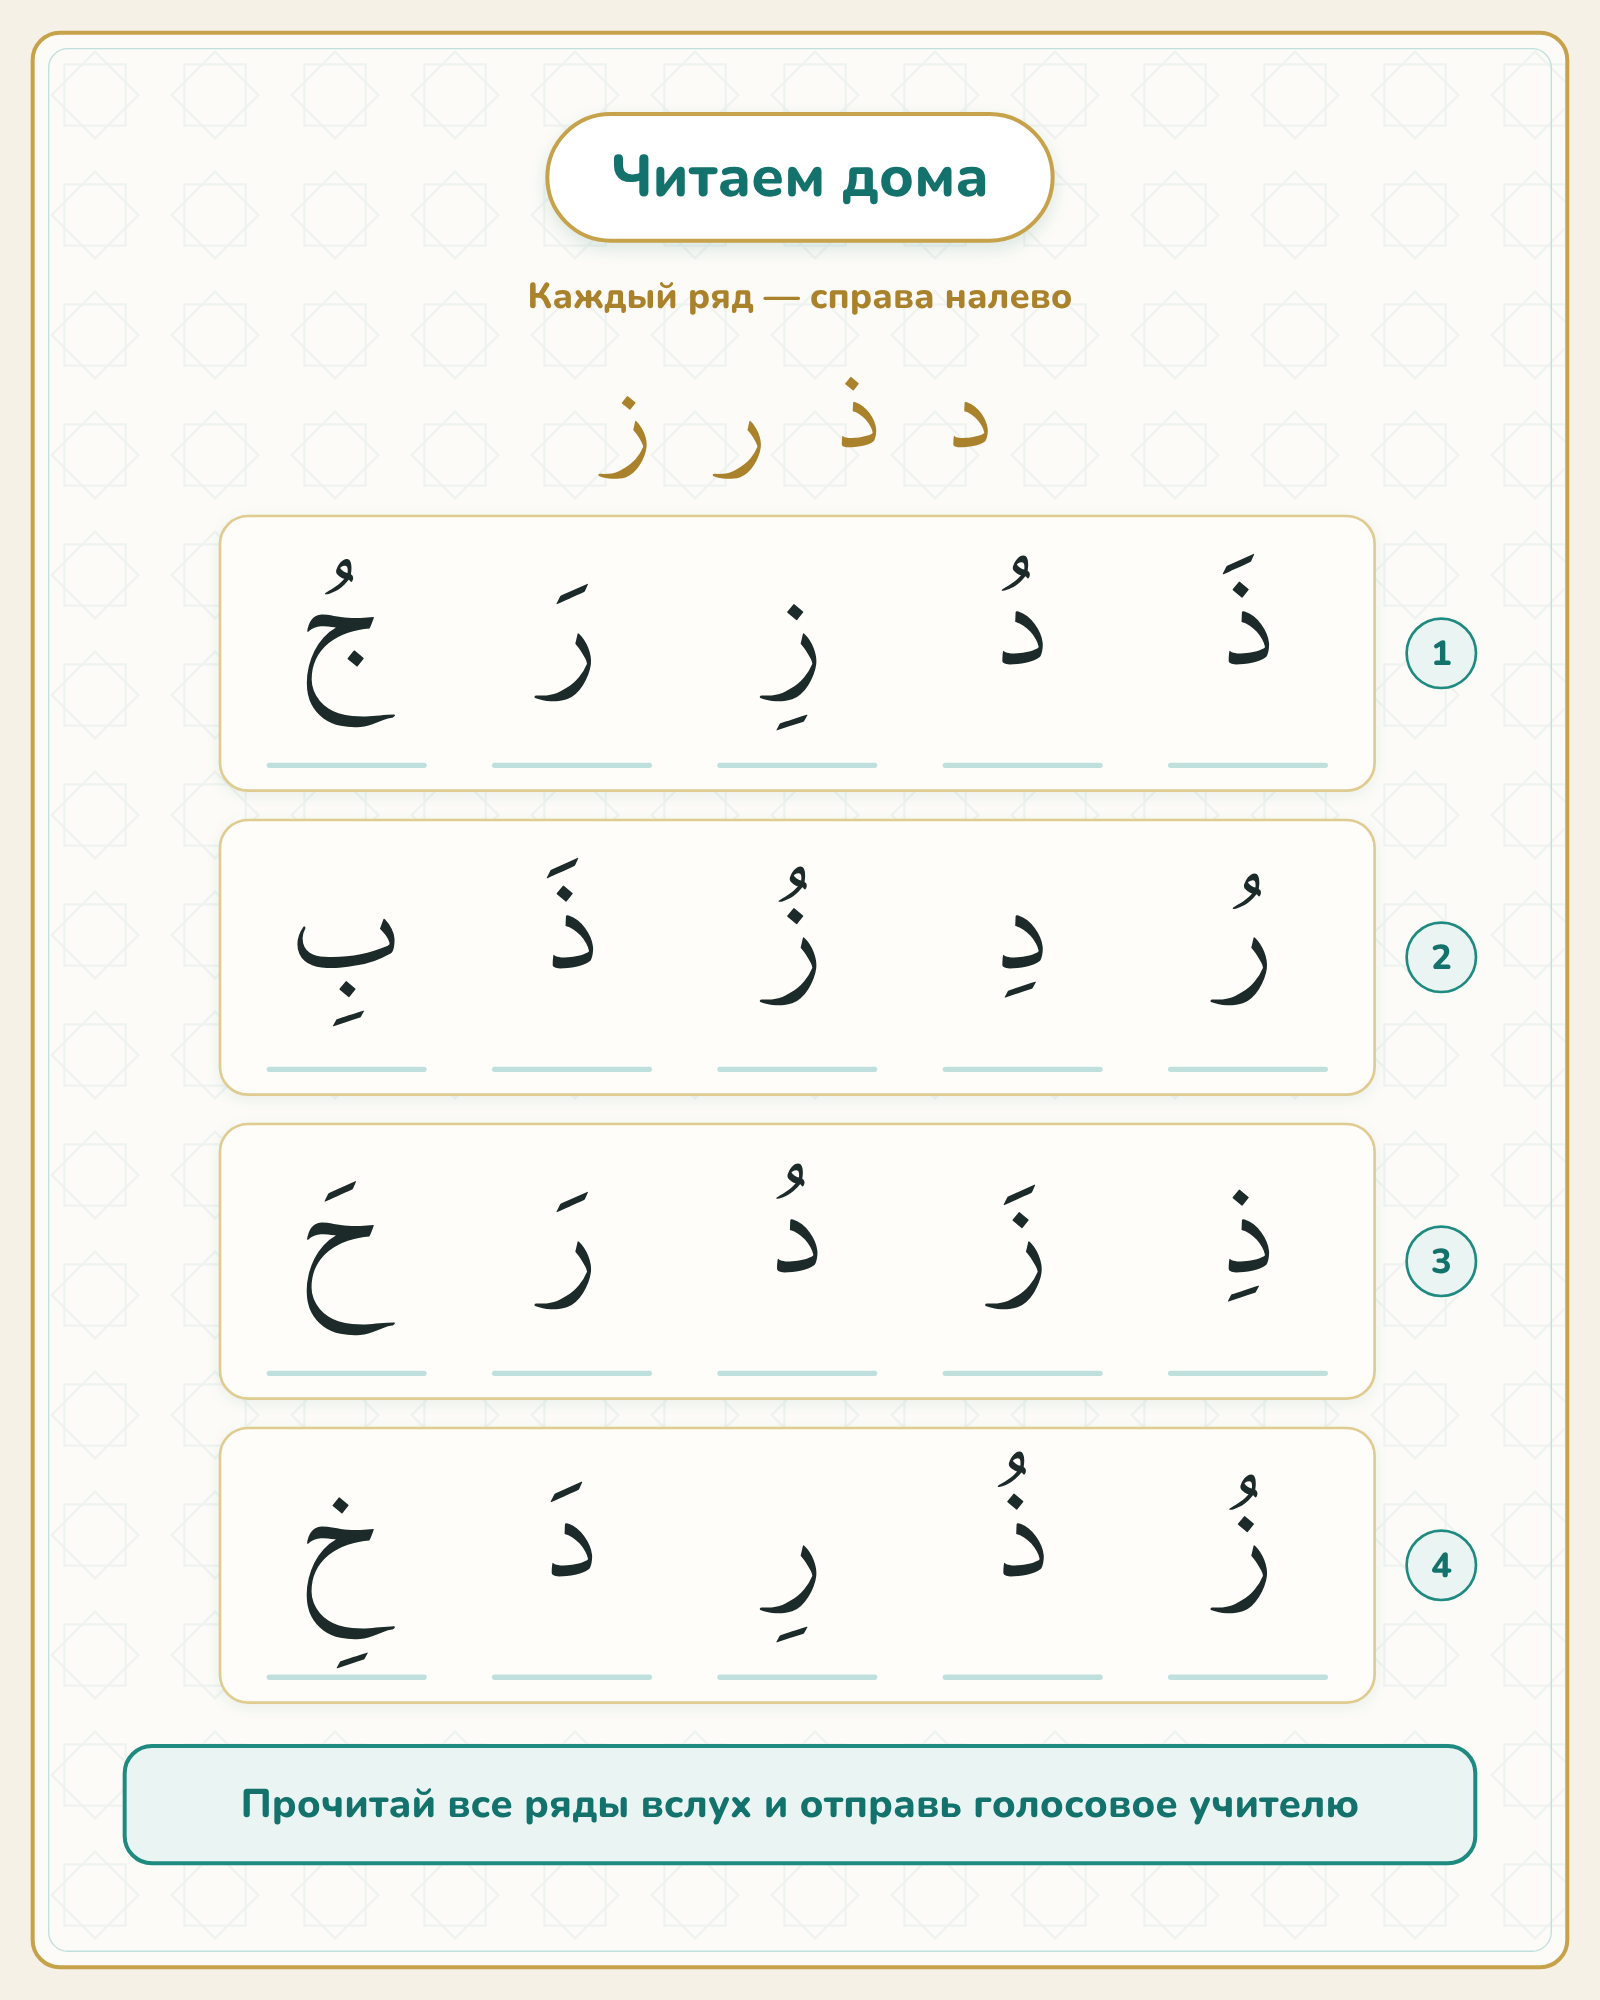 Читаем дома
Каждый ряд — справа налево
د ذ ر ز
ذَ دُ زِ رَ جُ
1
رُ دِ زُ ذَ بِ
2
ذِ زَ دُ رَ حَ
3
زُ ذُ رِ دَ خِ
4
Прочитай все ряды вслух и отправь голосовое учителю